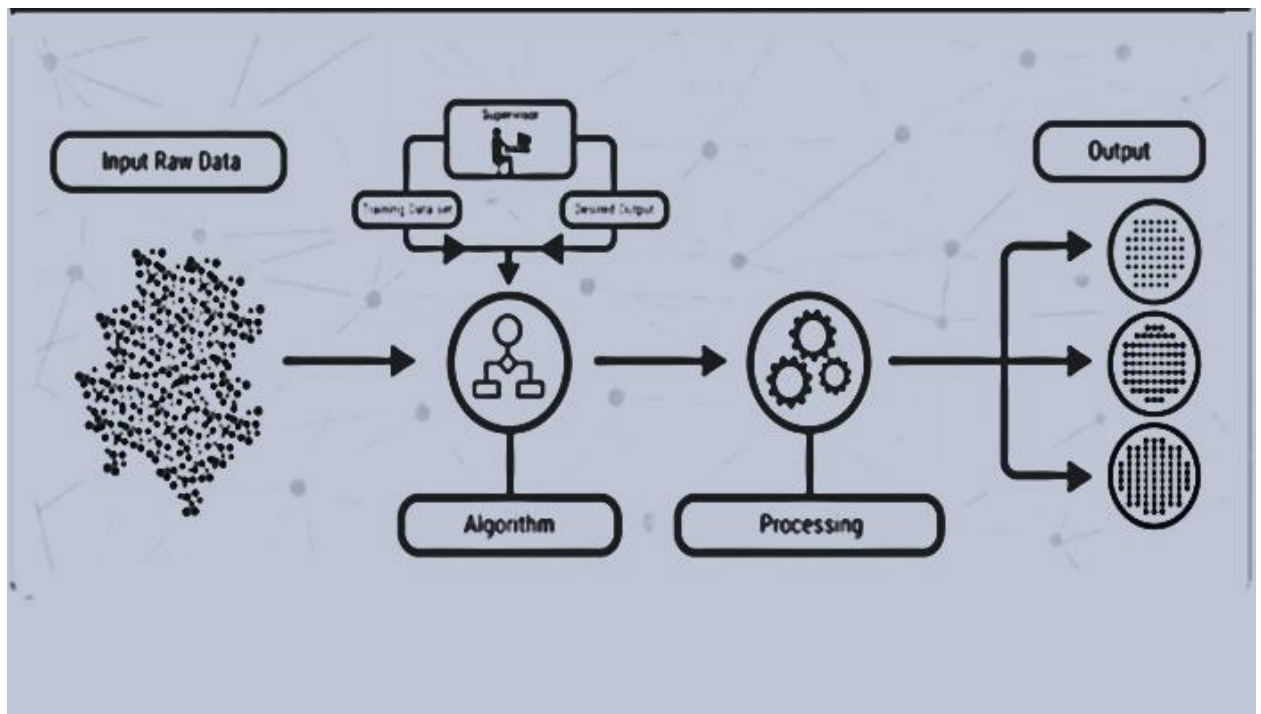 Supervisor
Input Raw Data
Output
Training Data set
Desired Output
Algorithm
Processing